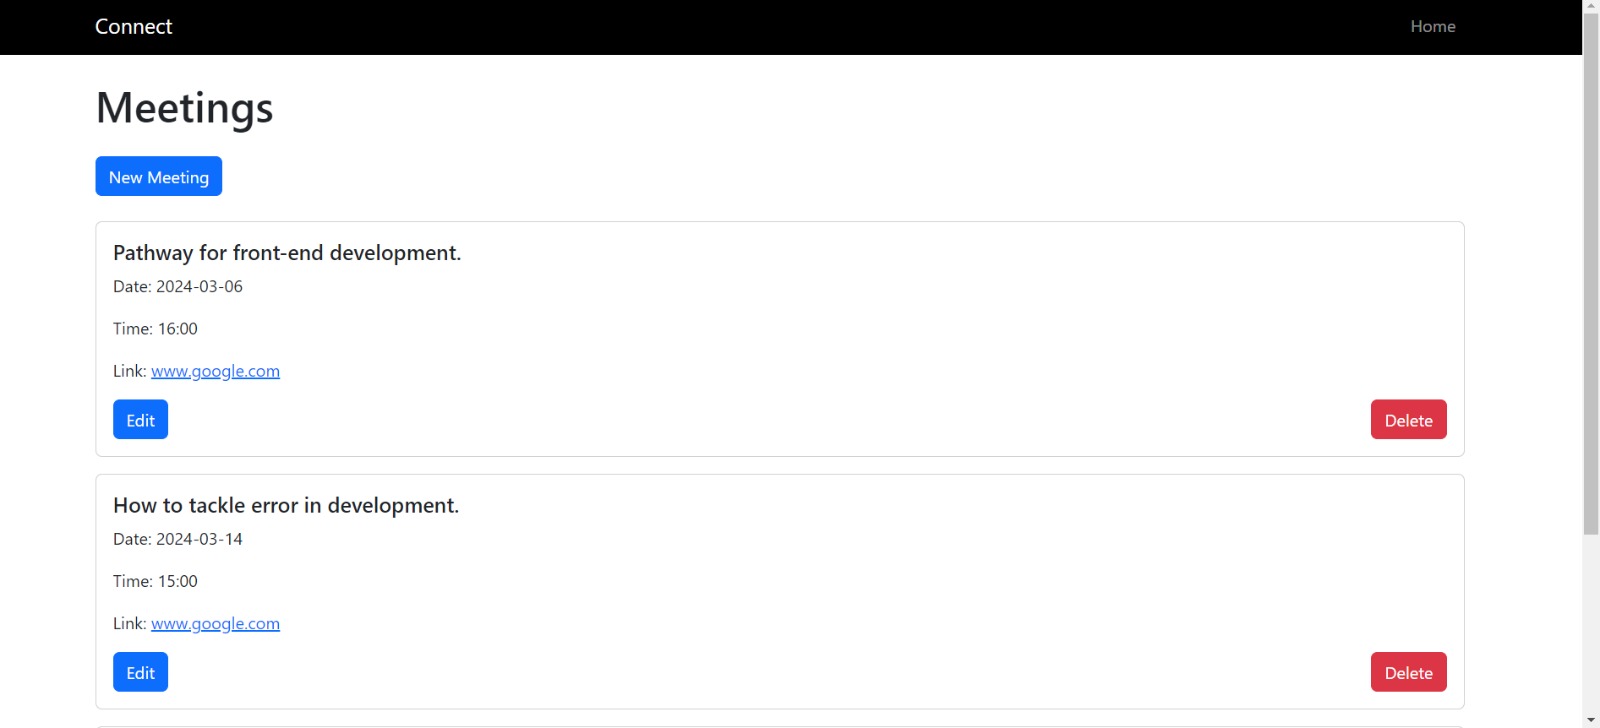 Connect
Home
Meetings
New Meeting
Pathway for front-end development.
Date: 2024-03-06
Time: 16:00
Link: www.google.com
Edit
Delete
How to tackle error in development.
Date: 2024-03-14
Time: 15:00
Link: www.google.com
Edit
Delete